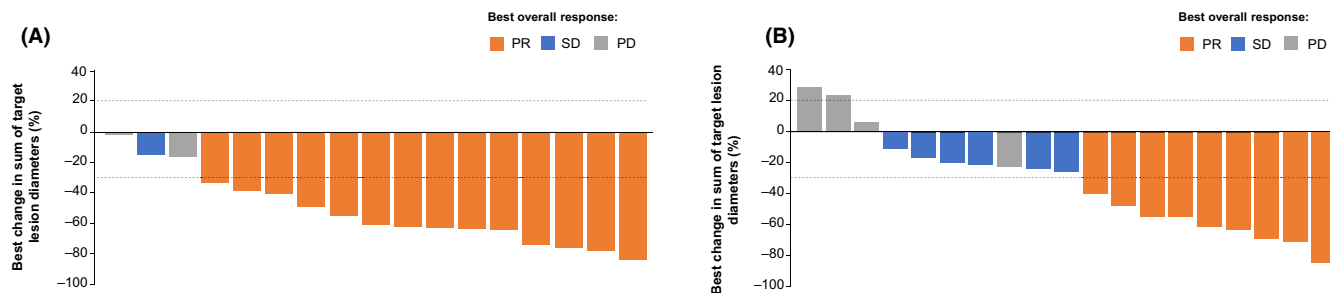 (A)
Best overall response:
PR SD PD
Best change in sum of target
lesion diameters (%)
40
20
0
−20
−40
−60
−80
−100
(B)
Best overall response:
PR SD PD
Best change in sum of target lesion
diameters (%)
40
20
0
−20
−40
−60
−80
−100